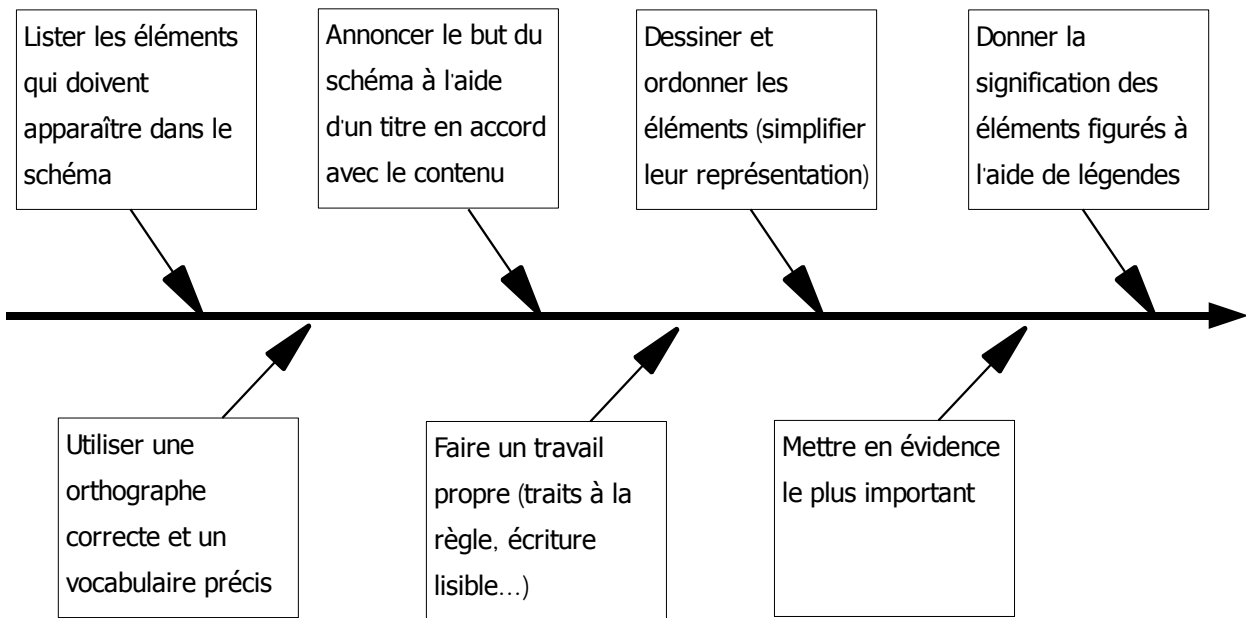 Lister les éléments
qui doivent
apparaître dans le
schéma
Annoncer le but du
schéma à l'aide
d'un titre en accord
avec le contenu
Dessiner et
ordonner les
éléments (simplifier
leur représentation)
Donner la
signification des
éléments figurés à
l'aide de légendes
Utiliser une
orthographe
correcte et un
vocabulaire précis
Faire un travail
propre (traits à la
règle, écriture
lisible...)
Mettre en évidence
le plus important